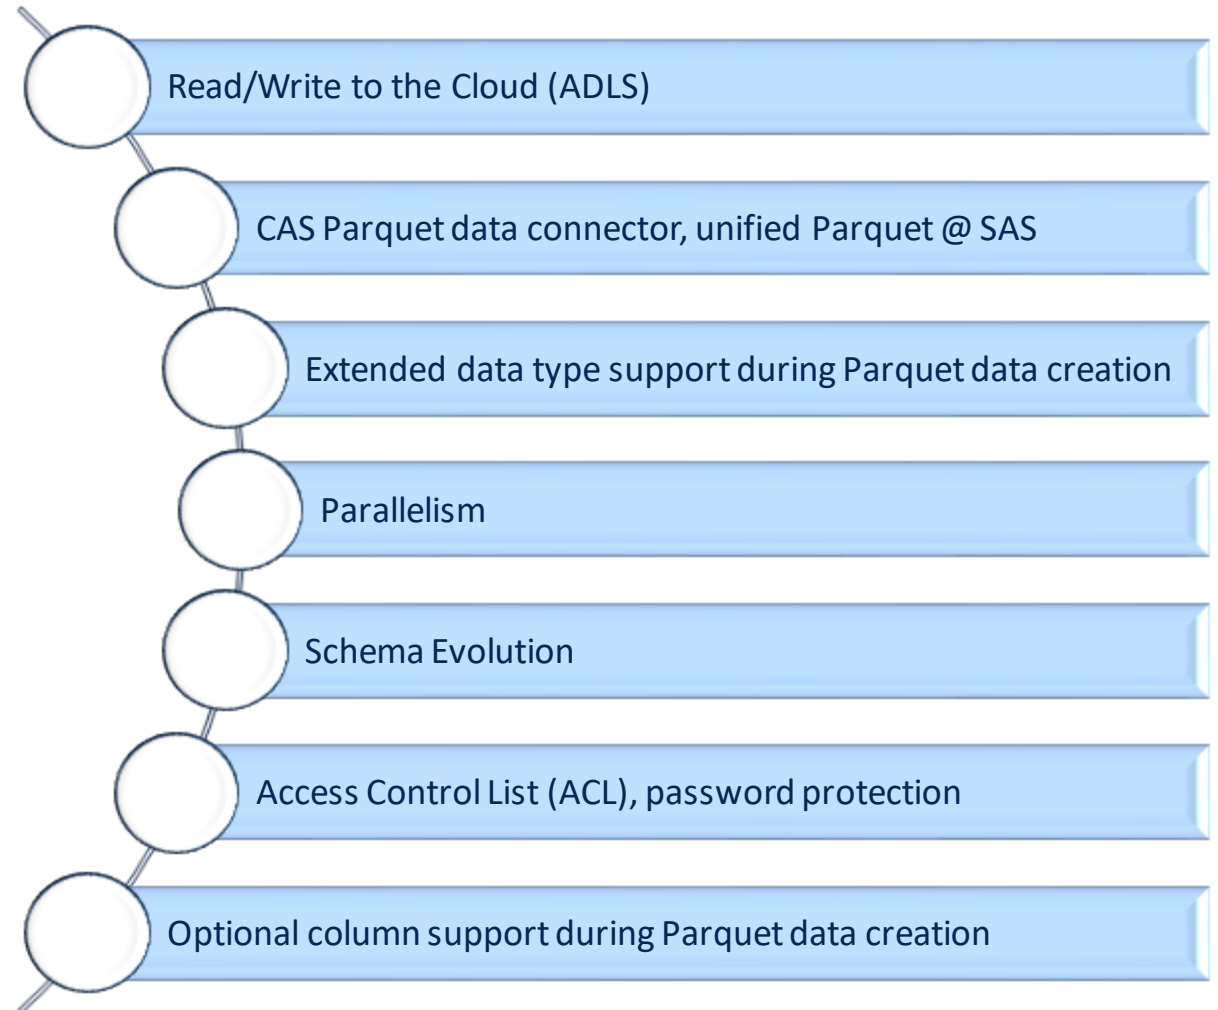 Read/Write to the Cloud (ADLS)
CAS Parquet data connector, unified Parquet @ SAS
Extended data type support during Parquet data creation
Parallelism
Schema Evolution
Access Control List (ACL), password protection
Optional column support during Parquet data creation